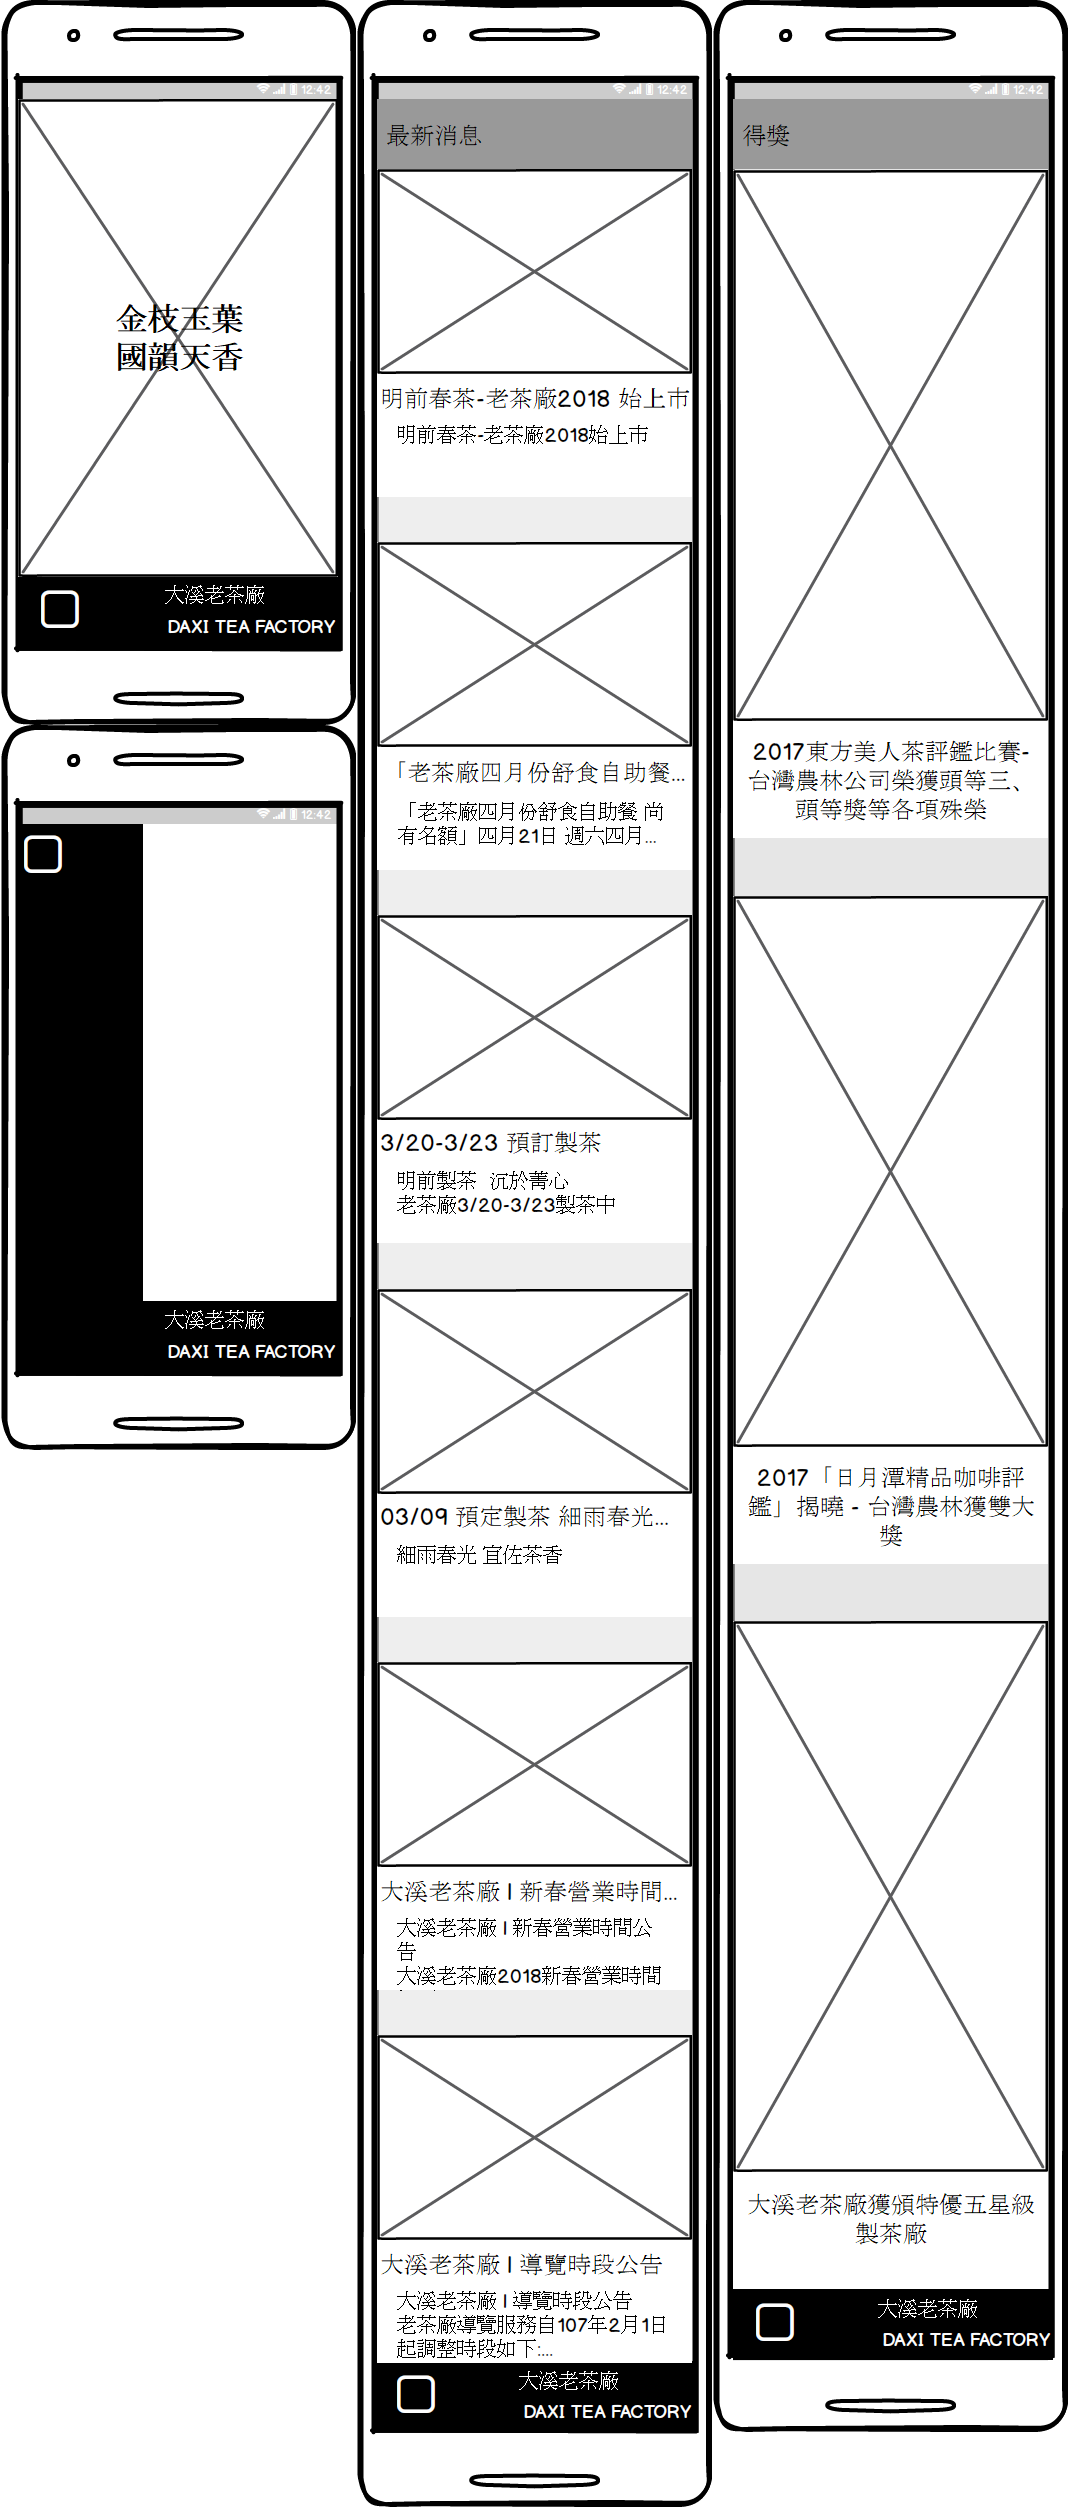 12:42
金枝玉葉
國韻天香
大溪老茶廠
DAXI TEA FACTORY
12:42
大溪老茶廠
DAXI TEA FACTORY
12:42
最新消息
明前春茶-老茶廠2018 始上市
明前春茶-老茶廠2018始上市
「老茶廠四月份舒食自助餐...
「老茶廠四月份舒食自助餐 尚
有名額」四月21日 週六四月...
3/20-3/23 預訂製茶
明前製茶 沉於菁心
老茶廠3/20-3/23製茶中
03/09 預定製茶 細雨春光...
細雨春光 宜佐茶香
大溪老茶廠 | 新春營業時間...
大溪老茶廠 | 新春營業時間公
告
大溪老茶廠2018新春營業時間
大溪老茶廠 | 導覽時段公告
大溪老茶廠 | 導覽時段公告
老茶廠導覽服務自107年2月1日
起調整時段如下:...
大溪老茶廠
DAXI TEA FACTORY
12:42
得獎
2017東方美人茶評鑑比賽-
台灣農林公司榮獲頭等三、
頭等獎等各項殊榮
2017「日月潭精品咖啡評
鑑」揭曉 - 台灣農林獲雙大
獎
大溪老茶廠獲頒特優五星級
製茶廠
大溪老茶廠
DAXI TEA FACTORY